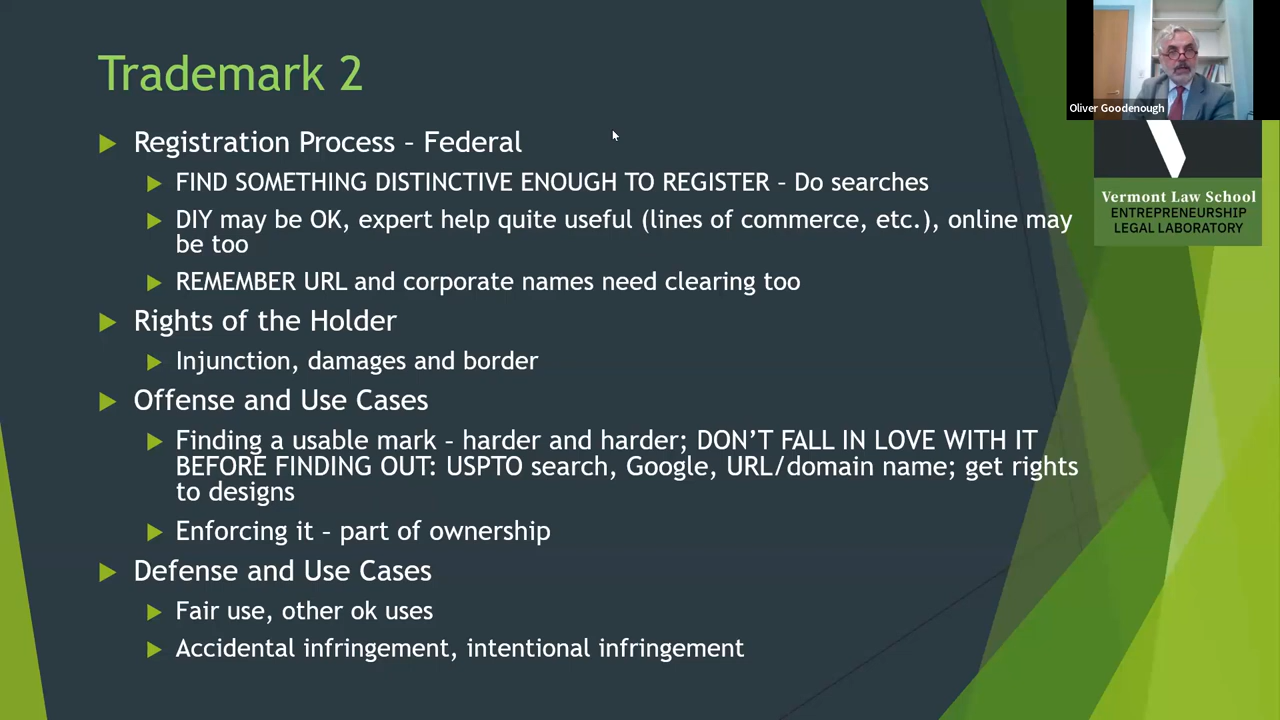 Trademark 2
Registration Process – Federal
FIND SOMETHING DISTINCTIVE ENOUGH TO REGISTER – Do searches
DIY may be OK, expert help quite useful (lines of commerce, etc.), online may
be too
REMEMBER URL and corporate names need clearing too
Rights of the Holder
Injunction, damages and border
Offense and Use Cases
Finding a usable mark – harder and harder; DON’T FALL IN LOVE WITH IT
BEFORE FINDING OUT: USPTO search, Google, URL/domain name; get rights
to designs
Enforcing it – part of ownership
Defense and Use Cases
Fair use, other ok uses
Accidental infringement, intentional infringement
Oliver Goodenough
Vermont Law School
ENTREPRENEURSHIP
LEGAL LABORATORY